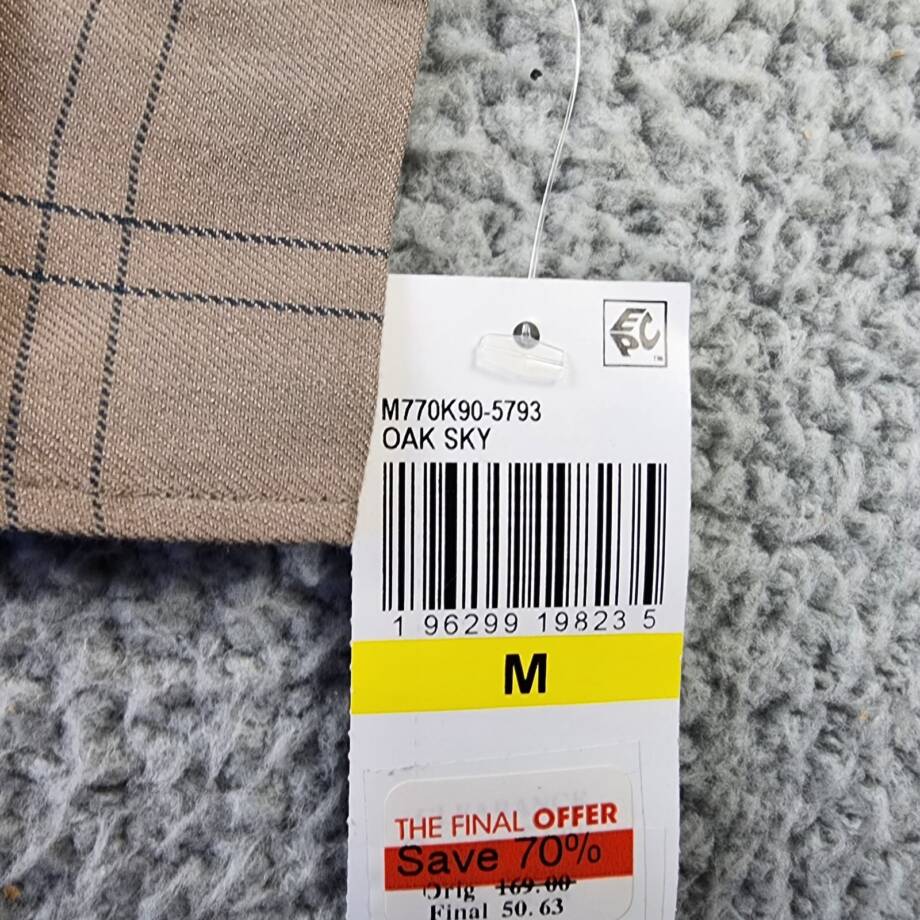 EPC
M770K90-5793
OAK SKY
1 96299 19823 5
M
THE FINAL OFFER
Save 70%
Orig 169.00
Final 50.63